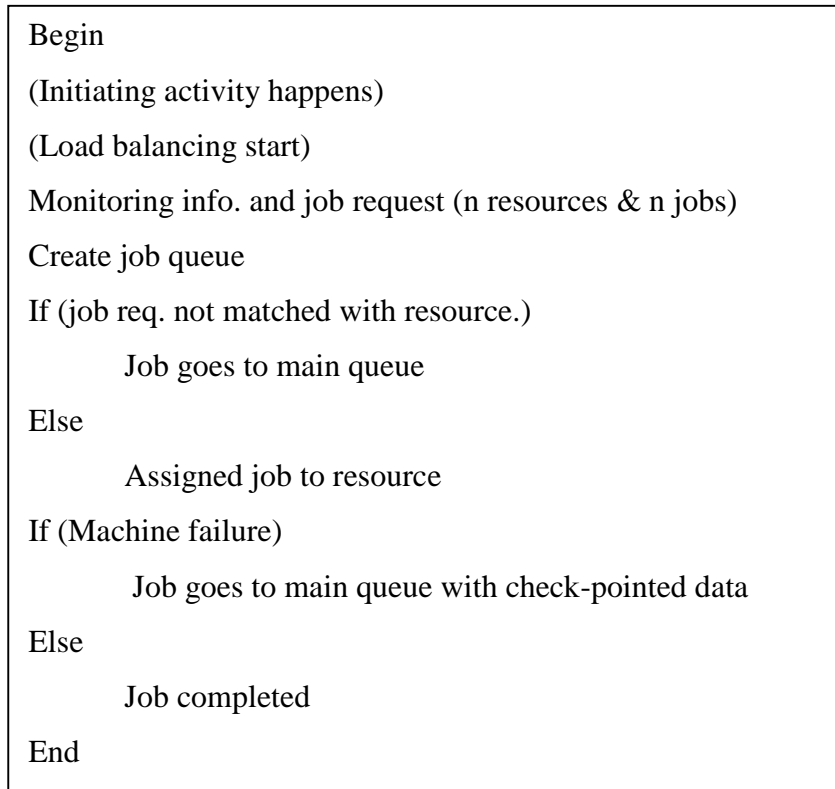 Begin
(Initiating activity happens)
(Load balancing start)
Monitoring info. and job request (n resources & n jobs)
Create job queue
If (job req. not matched with resource.)
Job goes to main queue
Else
Assigned job to resource
If (Machine failure)
Job goes to main queue with check-pointed data
Else
Job completed
End